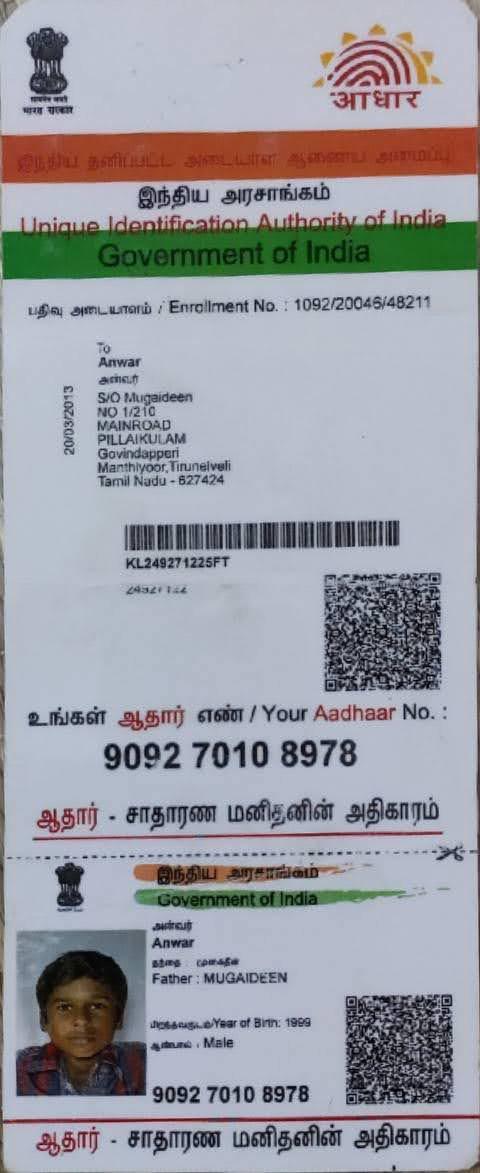 सत्यमेव जयते
भारत सरकार
आधार
இந்திய தனிப்பட்ட அடையாள ஆணைய அமைப்பு
இந்திய அரசாங்கம்
Unique Identification Authority of India
Government of India
பதிவு அடையாளம் / Enrollment No. : 1092/20046/48211
20/03/2013
To
Anwar
அன்வர்
S/O Mugaideen
NO 1/210
MAINROAD
PILLAIKULAM
Govindapperi
Manthiyoor,Tirunelveli
Tamil Nadu - 627424
KL249271225FT
உங்கள் ஆதார் எண் / Your Aadhaar No. :
9092 7010 8978
ஆதார் - சாதாரண மனிதனின் அதிகாரம்
இந்திய அரசாங்கம்
Government of India
அன்வர்
Anwar
தந்தை : முகைதீன்
Father : MUGAIDEEN
பிறந்தவருடம்/Year of Birth: 1999
ஆண்பால் : Male
9092 7010 8978
ஆதார் - சாதாரண மனிதனின் அதிகாரம்